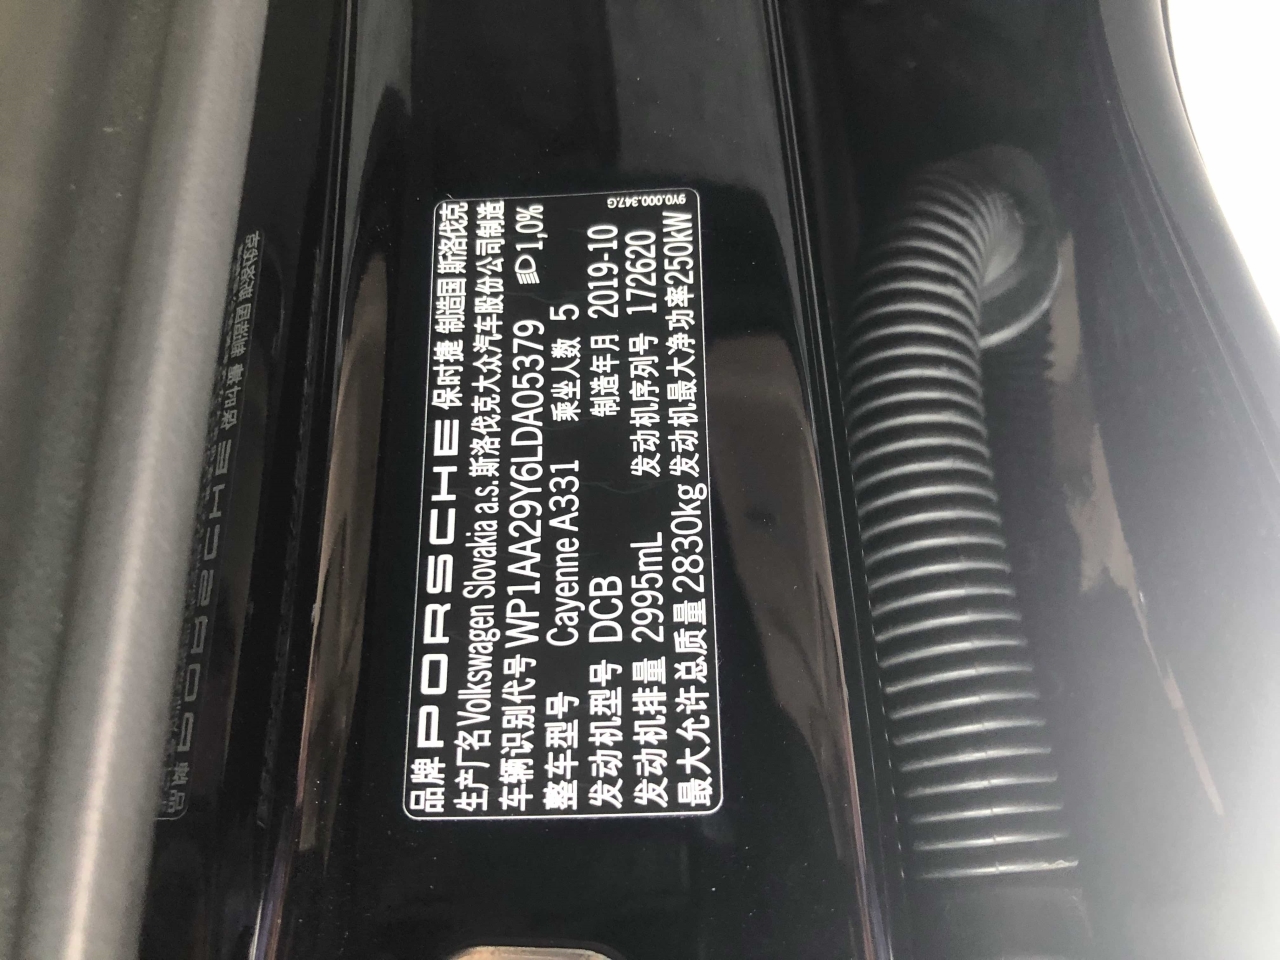 品牌 PORSCHE 保时捷 制造国 斯洛伐克
生产厂名 Volkswagen Slovakia a.s.斯洛伐克大众汽车股份公司制造
车辆识别代号 WP1AA29Y6LDA05379 1,0%
整车型号 Cayenne A331 乘坐人数 5
发动机型号 DCB 制造年月 2019-10
发动机排量 2995mL 发动机序列号 172620
最大允许总质量 2830kg 发动机最大净功率250kW
9Y0.000.347.G